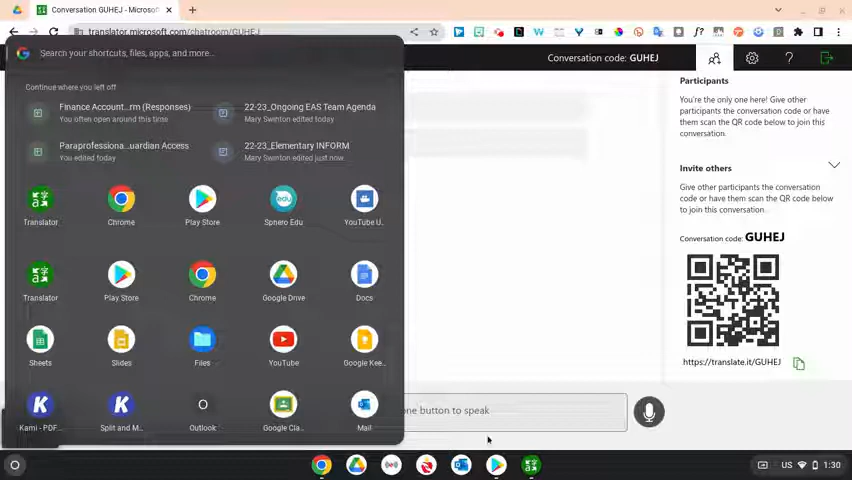 Conversation GUHEJ - Microsof
translator.microsoft.com/chatroom/GUHEJ
Search your shortcuts, files, apps, and more...
Conversation code: GUHEJ
Continue where you left off
Finance Account...rm (Responses)
You often open around this time
22-23_Ongoing EAS Team Agenda
Mary Swinton edited today
Paraprofessiona...uardian Access
You edited today
22-23_Elementary INFORM
Mary Swinton edited just now
Translator
Chrome
Play Store
Sphero Edu
YouTube U...
Translator
Play Store
Chrome
Google Drive
Docs
Sheets
Slides
Files
YouTube
Google Kee...
Kami - PDF...
Split and M...
Outlook
Google Cla...
Mail
Participants
You're the only one here! Give other
participants the conversation code or have
them scan the QR code below to join this
conversation.
Invite others
Give other participants the conversation
code or have them scan the QR code below
to join this conversation.
Conversation code: GUHEJ
https://translate.it/GUHEJ
one button to speak
US
1:30